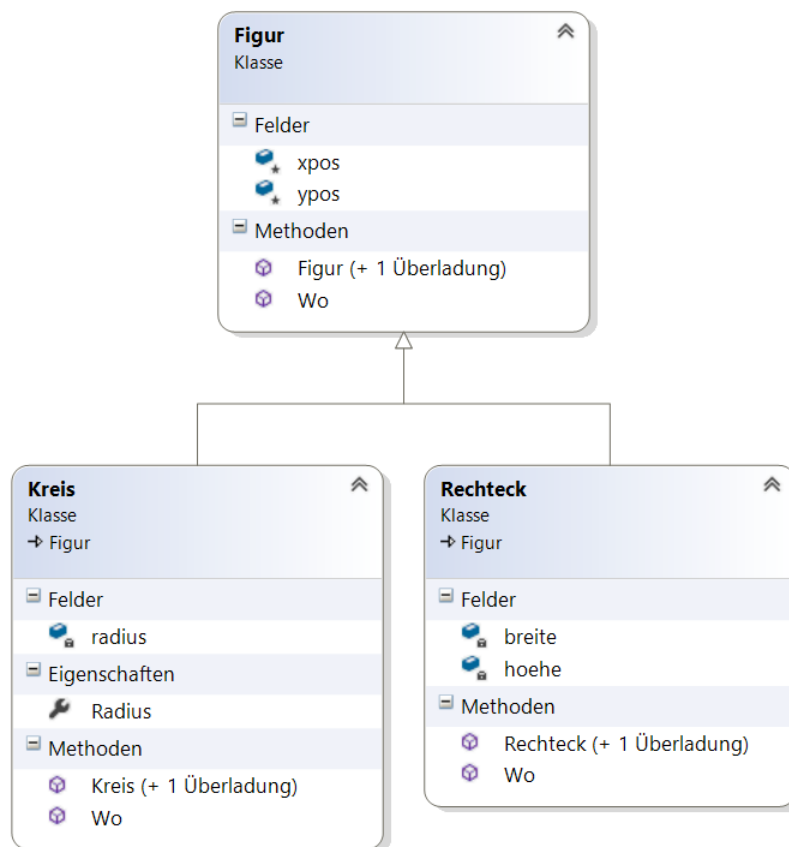 Figur
Klasse
Felder
xpos
ypos
Methoden
Figur (+ 1 Überladung)
Wo
Kreis
Klasse
Figur
Felder
radius
Eigenschaften
Radius
Methoden
Kreis (+ 1 Überladung)
Wo
Rechteck
Klasse
Figur
Felder
breite
hoehe
Methoden
Rechteck (+ 1 Überladung)
Wo